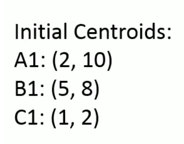 Initial Centroids:
A1: (2, 10)
B1: (5, 8)
C1: (1, 2)